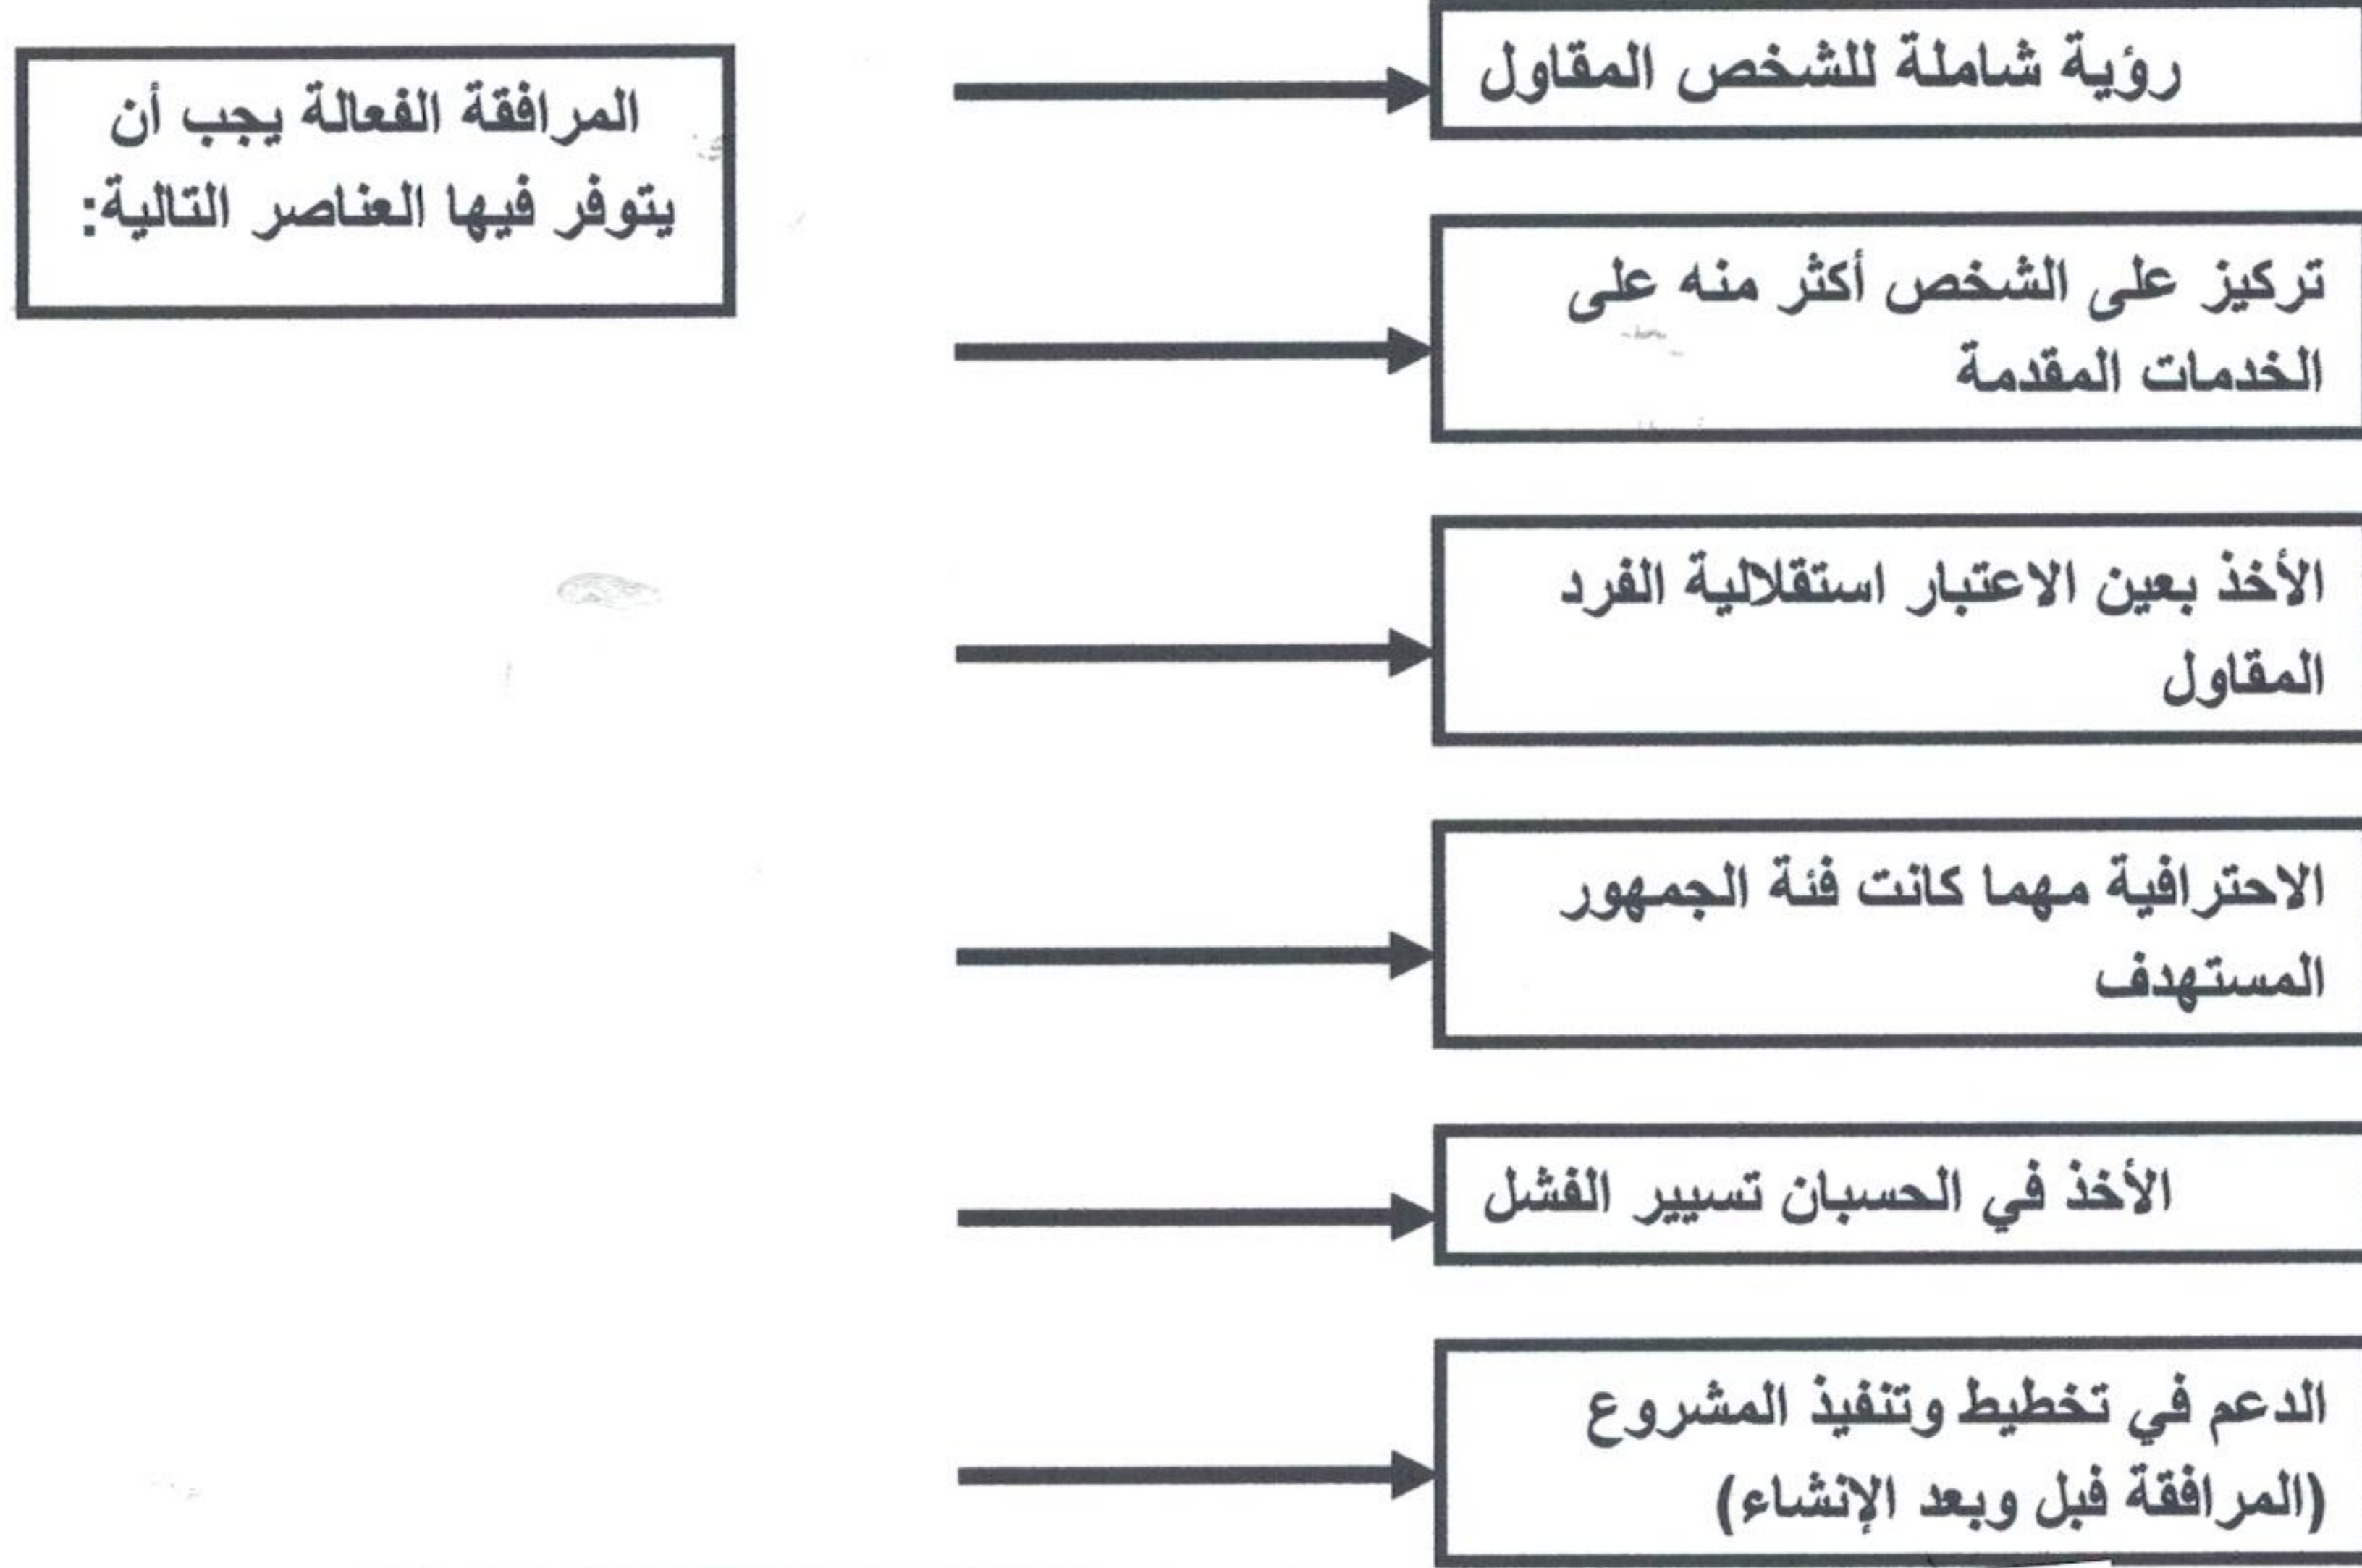 المرافقة الفعالة يجب أن
يتوفر فيها العناصر التالية:
رؤية شاملة للشخص المقاول
تركيز على الشخص أكثر منه على
الخدمات المقدمة
الأخذ بعين الاعتبار استقلالية الفرد
المقاول
الاحترافية مهما كانت فئة الجمهور
المستهدف
الأخذ في الحسبان تسيير الفشل
الدعم في تخطيط وتنفيذ المشروع
(المرافقة فبل وبعد الإنشاء)